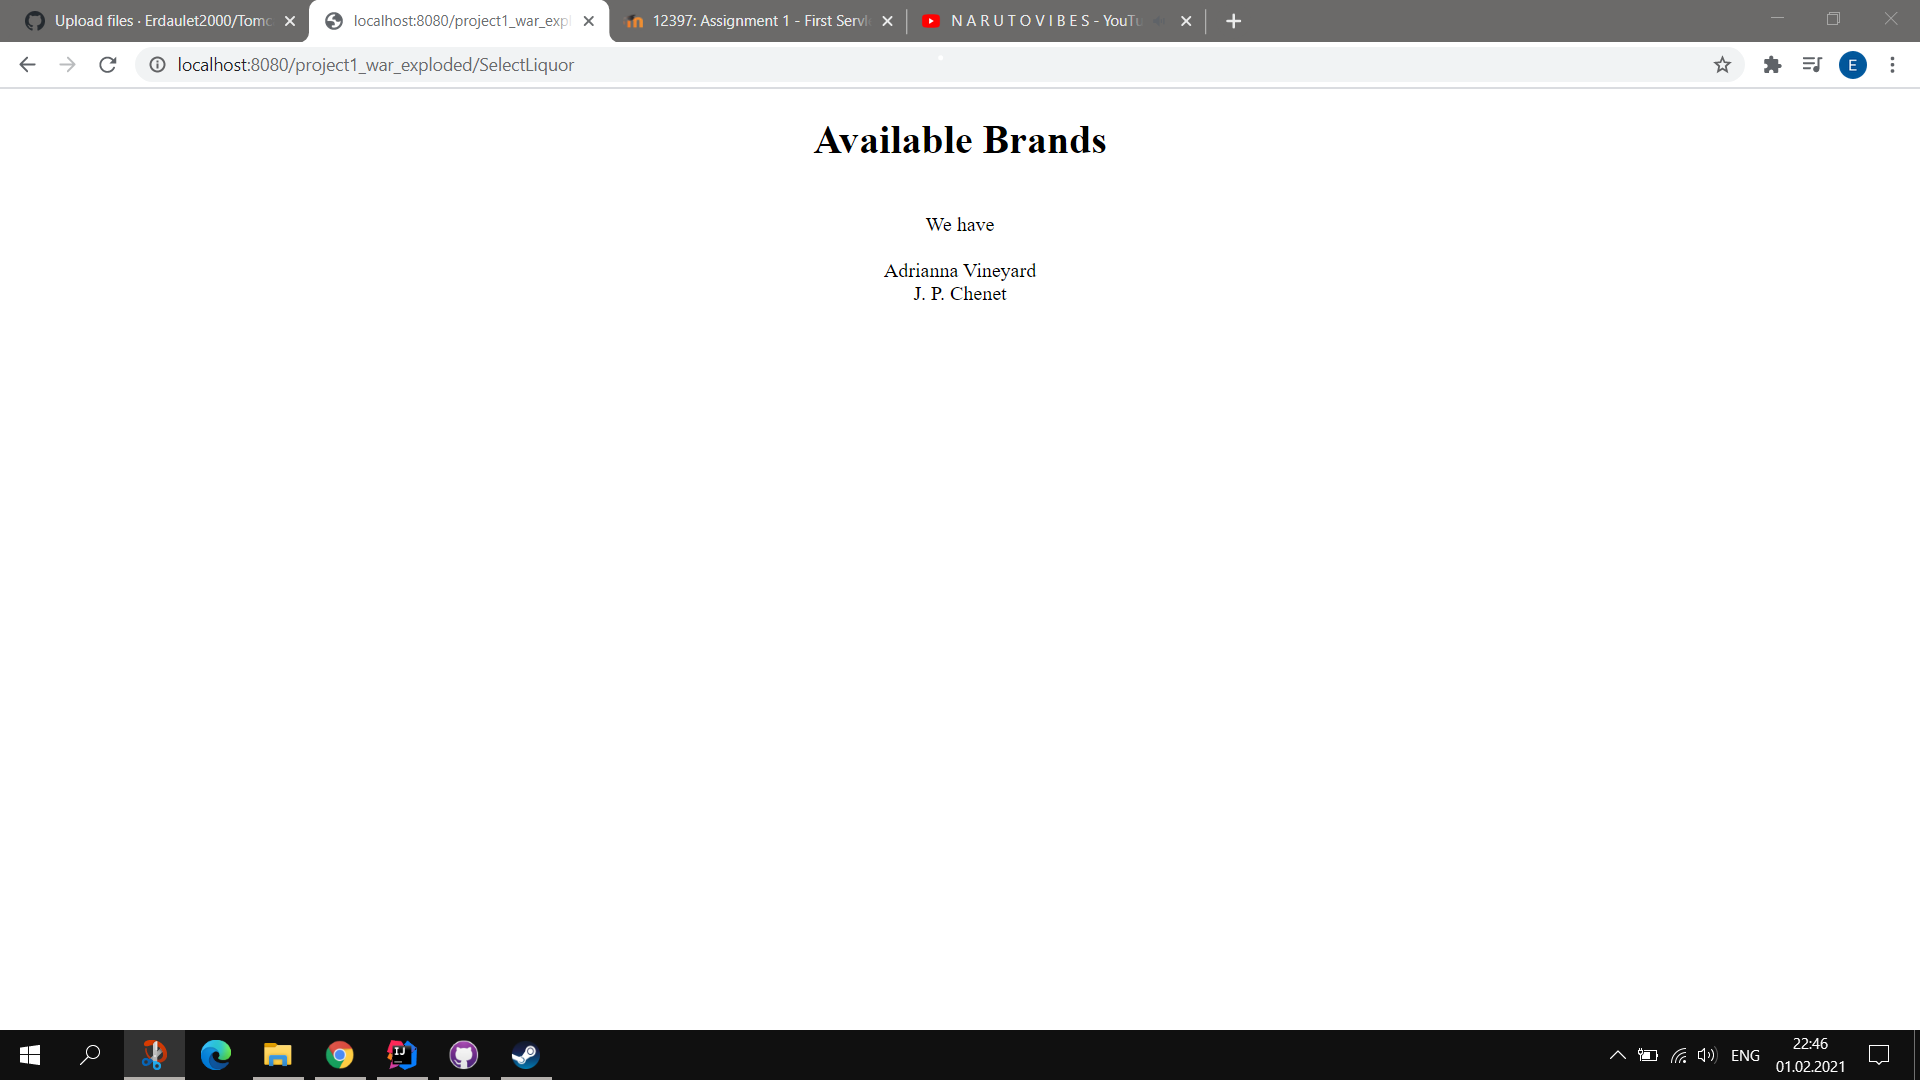 Upload files · Erdaulet2000/Tomc
localhost:8080/project1_war_expl
12397: Assignment 1 - First Servl
N A R U T O V I B E S - YouTu
localhost:8080/project1_war_exploded/SelectLiquor
E
Available Brands
We have
Adrianna Vineyard
J. P. Chenet
IJ
ENG
22:46
01.02.2021